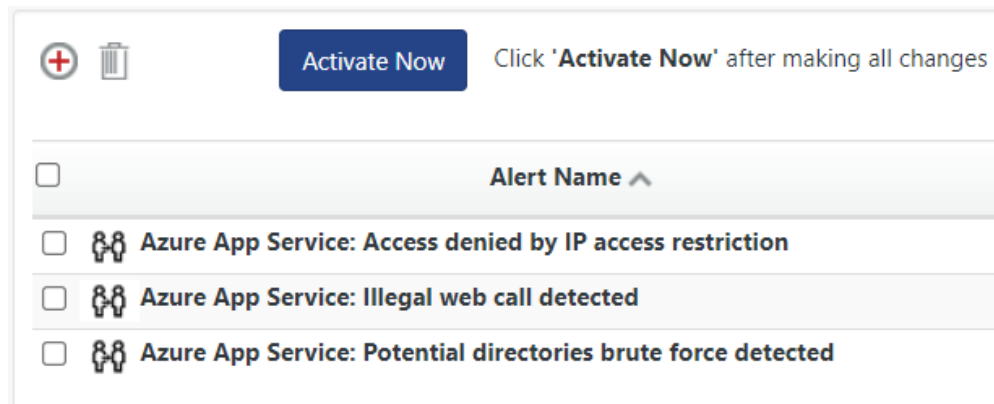 Activate Now
Click 'Activate Now' after making all changes
Alert Name
Azure App Service: Access denied by IP access restriction
Azure App Service: Illegal web call detected
Azure App Service: Potential directories brute force detected